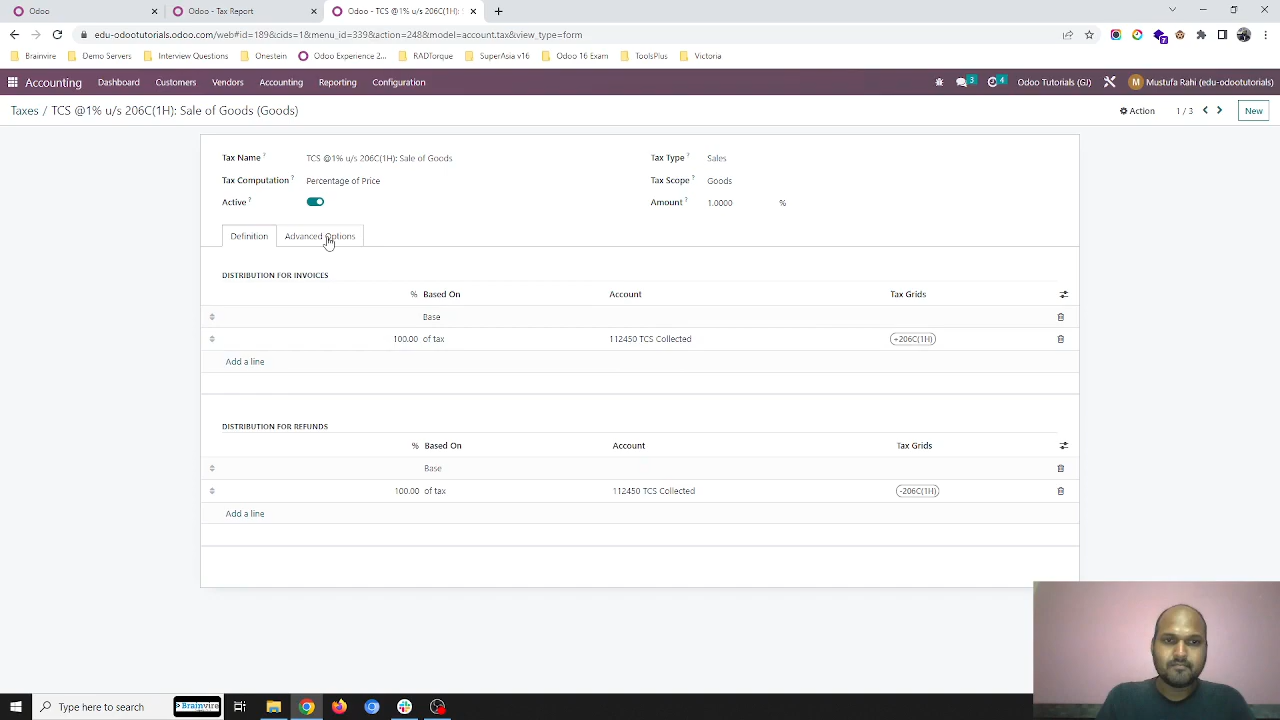 Odoo
Odoo - Tax Report
Odoo - TCS @1% u/s 206C(1H): S
edu-odootutorials.odoo.com/web#id=189&cids=1&menu_id=339&action=248&model=account.tax&view_type=form
Brainvire
Demo Servers
Interview Questions
Onestein
Odoo Experience 2...
RADTorque
SuperAsia v16
Odoo 16 Exam
ToolsPlus
Victoria
Accounting
Dashboard
Customers
Vendors
Accounting
Reporting
Configuration
3
4
Odoo Tutorials (GJ)
M
Mustufa Rahi (edu-odootutorials)
Taxes / TCS @1% u/s 206C(1H): Sale of Goods (Goods)
Action
1 / 3
New
Tax Name ?
TCS @1% u/s 206C(1H): Sale of Goods
Tax Type ?
Sales
Tax Computation ?
Percentage of Price
Tax Scope ?
Goods
Active ?
Amount ?
1.0000 %
Definition
Advanced Options
DISTRIBUTION FOR INVOICES
% Based On Account Tax Grids
Base
100.00 of tax 112450 TCS Collected +206C(1H)
Add a line
DISTRIBUTION FOR REFUNDS
% Based On Account Tax Grids
Base
100.00 of tax 112450 TCS Collected -206C(1H)
Add a line
Type here to search
> Brainvire